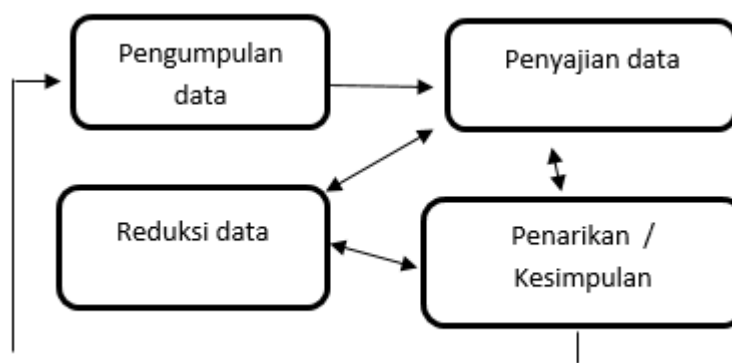 Pengumpulan
data
Penyajian data
Reduksi data
Penarikan /
Kesimpulan